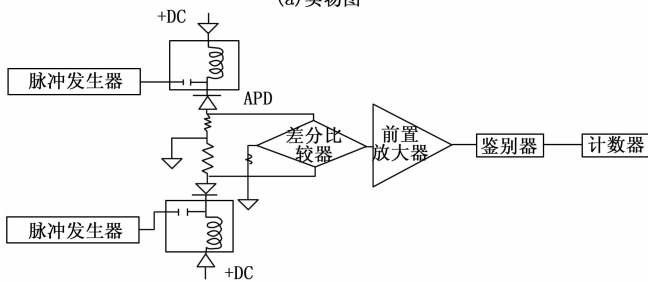 (a)实物图
+DC
脉冲发生器
APD
差分比
较器
前置
放大器
鉴别器
计数器
脉冲发生器
+DC